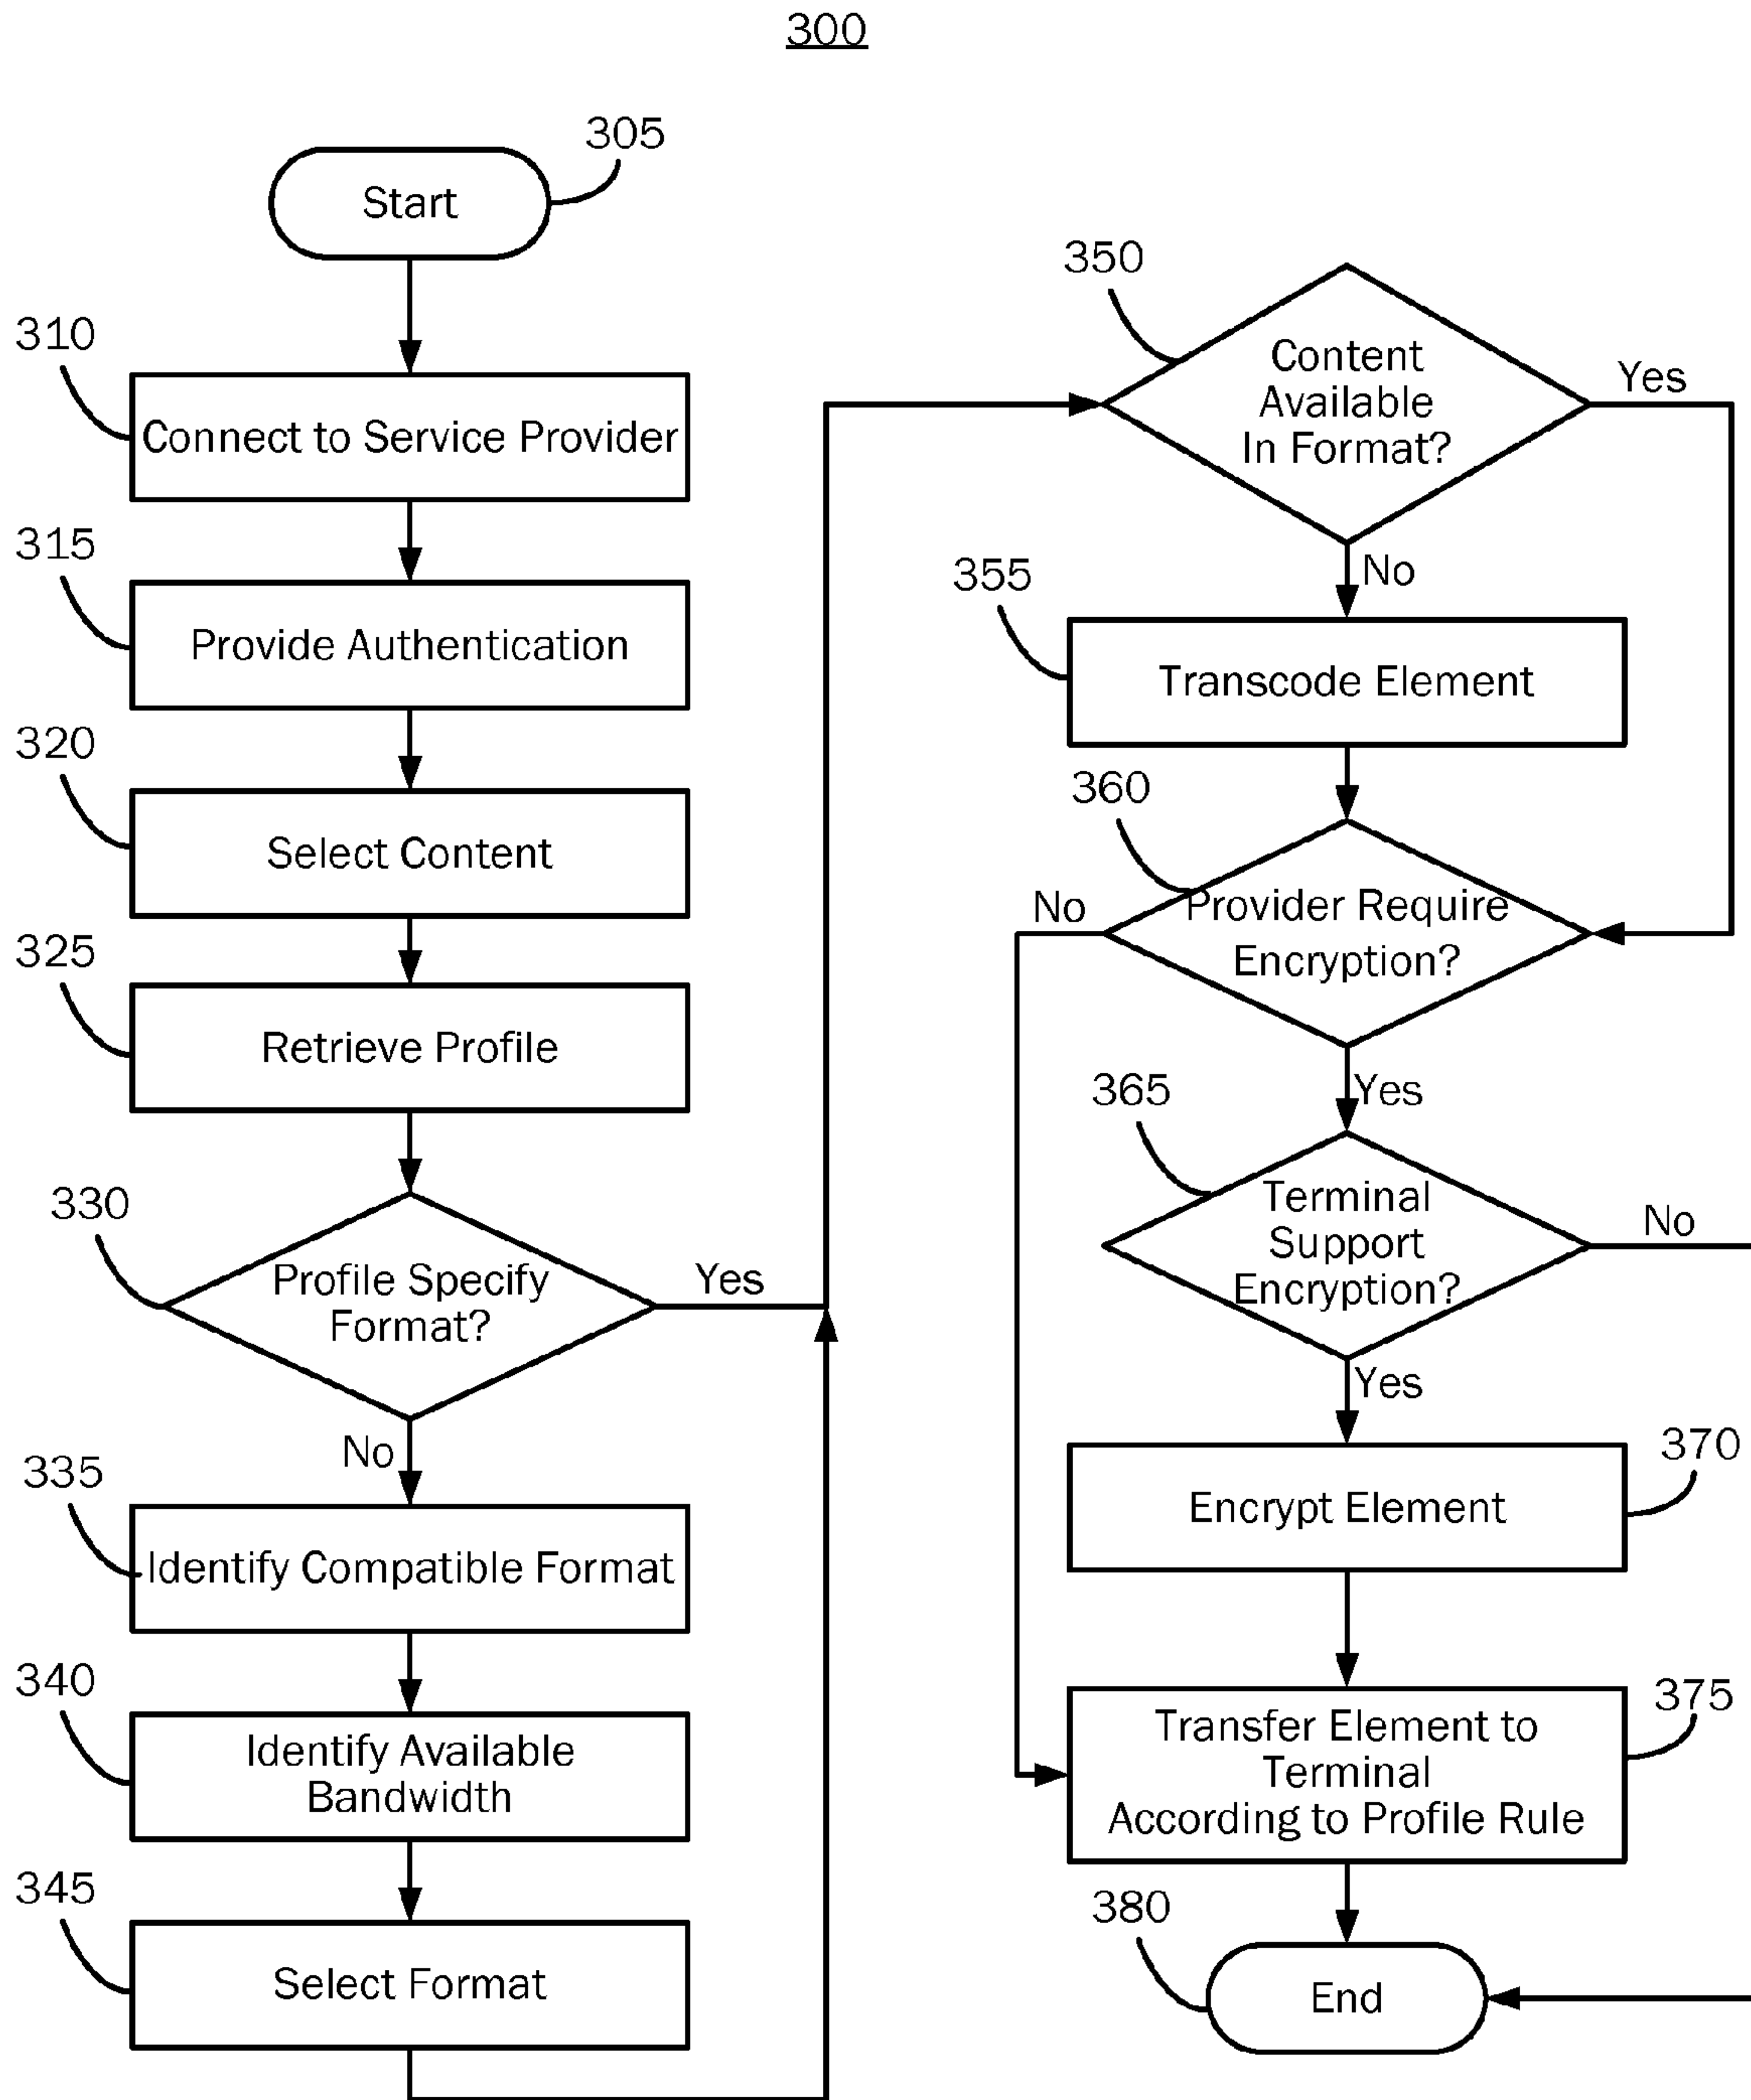 300
305
Start
310
Connect to Service Provider
315
Provide Authentication
320
Select Content
325
Retrieve Profile
330
Profile Specify
Format?
Yes
No
335
Identify Compatible Format
340
Identify Available
Bandwidth
345
Select Format
350
Content
Available
In Format?
Yes
No
355
Transcode Element
360
Provider Require
Encryption?
No
Yes
365
Terminal
Support
Encryption?
No
Yes
370
Encrypt Element
375
Transfer Element to
Terminal
According to Profile Rule
380
End